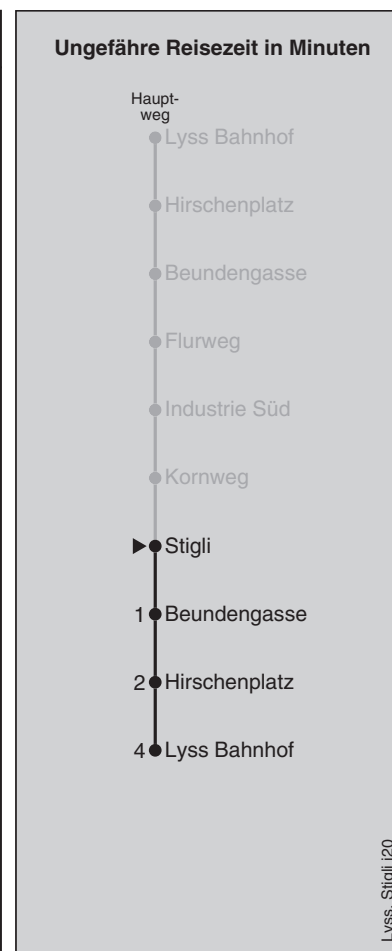 Ungefähre Reisezeit in Minuten
Haupt-
weg
Lyss Bahnhof
Hirschenplatz
Beundengasse
Flurweg
Industrie Süd
Kornweg
Stigli
1 Beundengasse
2 Hirschenplatz
4 Lyss Bahnhof
Lyss, Stigli j20